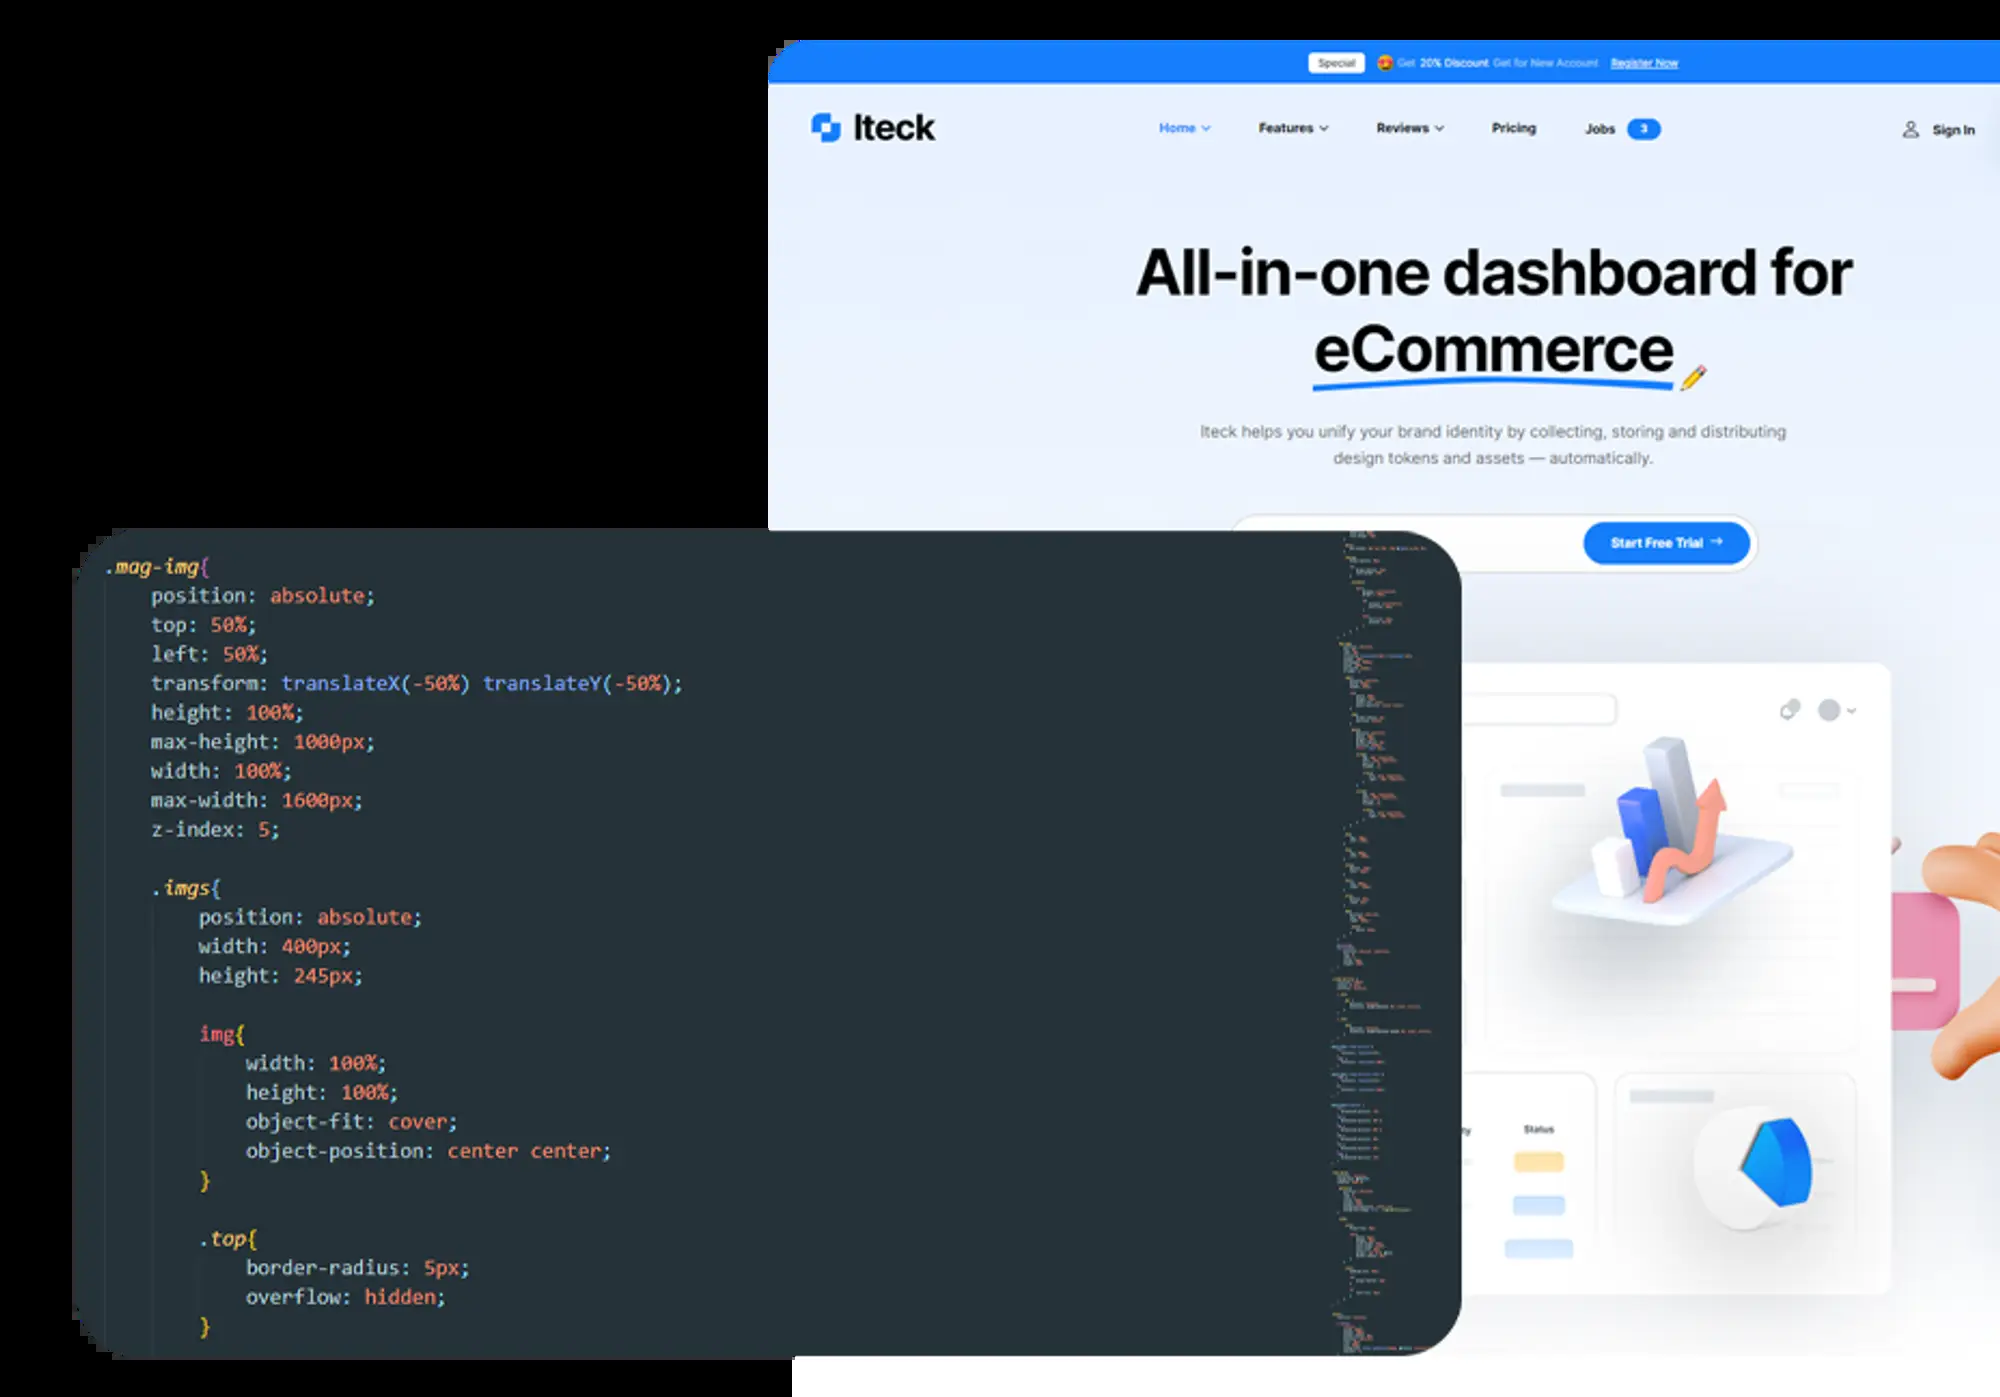 Special Get 20% Discount Get for New Account Register Now
Iteck
Home Features Reviews Pricing Jobs 3 Sign In
All-in-one dashboard for
eCommerce
Iteck helps you unify your brand identity by collecting, storing and distributing
design tokens and assets — automatically.
Start Free Trial →
.mag-img{
position: absolute;
top: 50%;
left: 50%;
transform: translateX(-50%) translateY(-50%);
height: 100%;
max-height: 1000px;
width: 100%;
max-width: 1600px;
z-index: 5;
.imgs{
position: absolute;
width: 400px;
height: 245px;
img{
width: 100%;
height: 100%;
object-fit: cover;
object-position: center center;
}
.top{
border-radius: 5px;
overflow: hidden;
}
Status